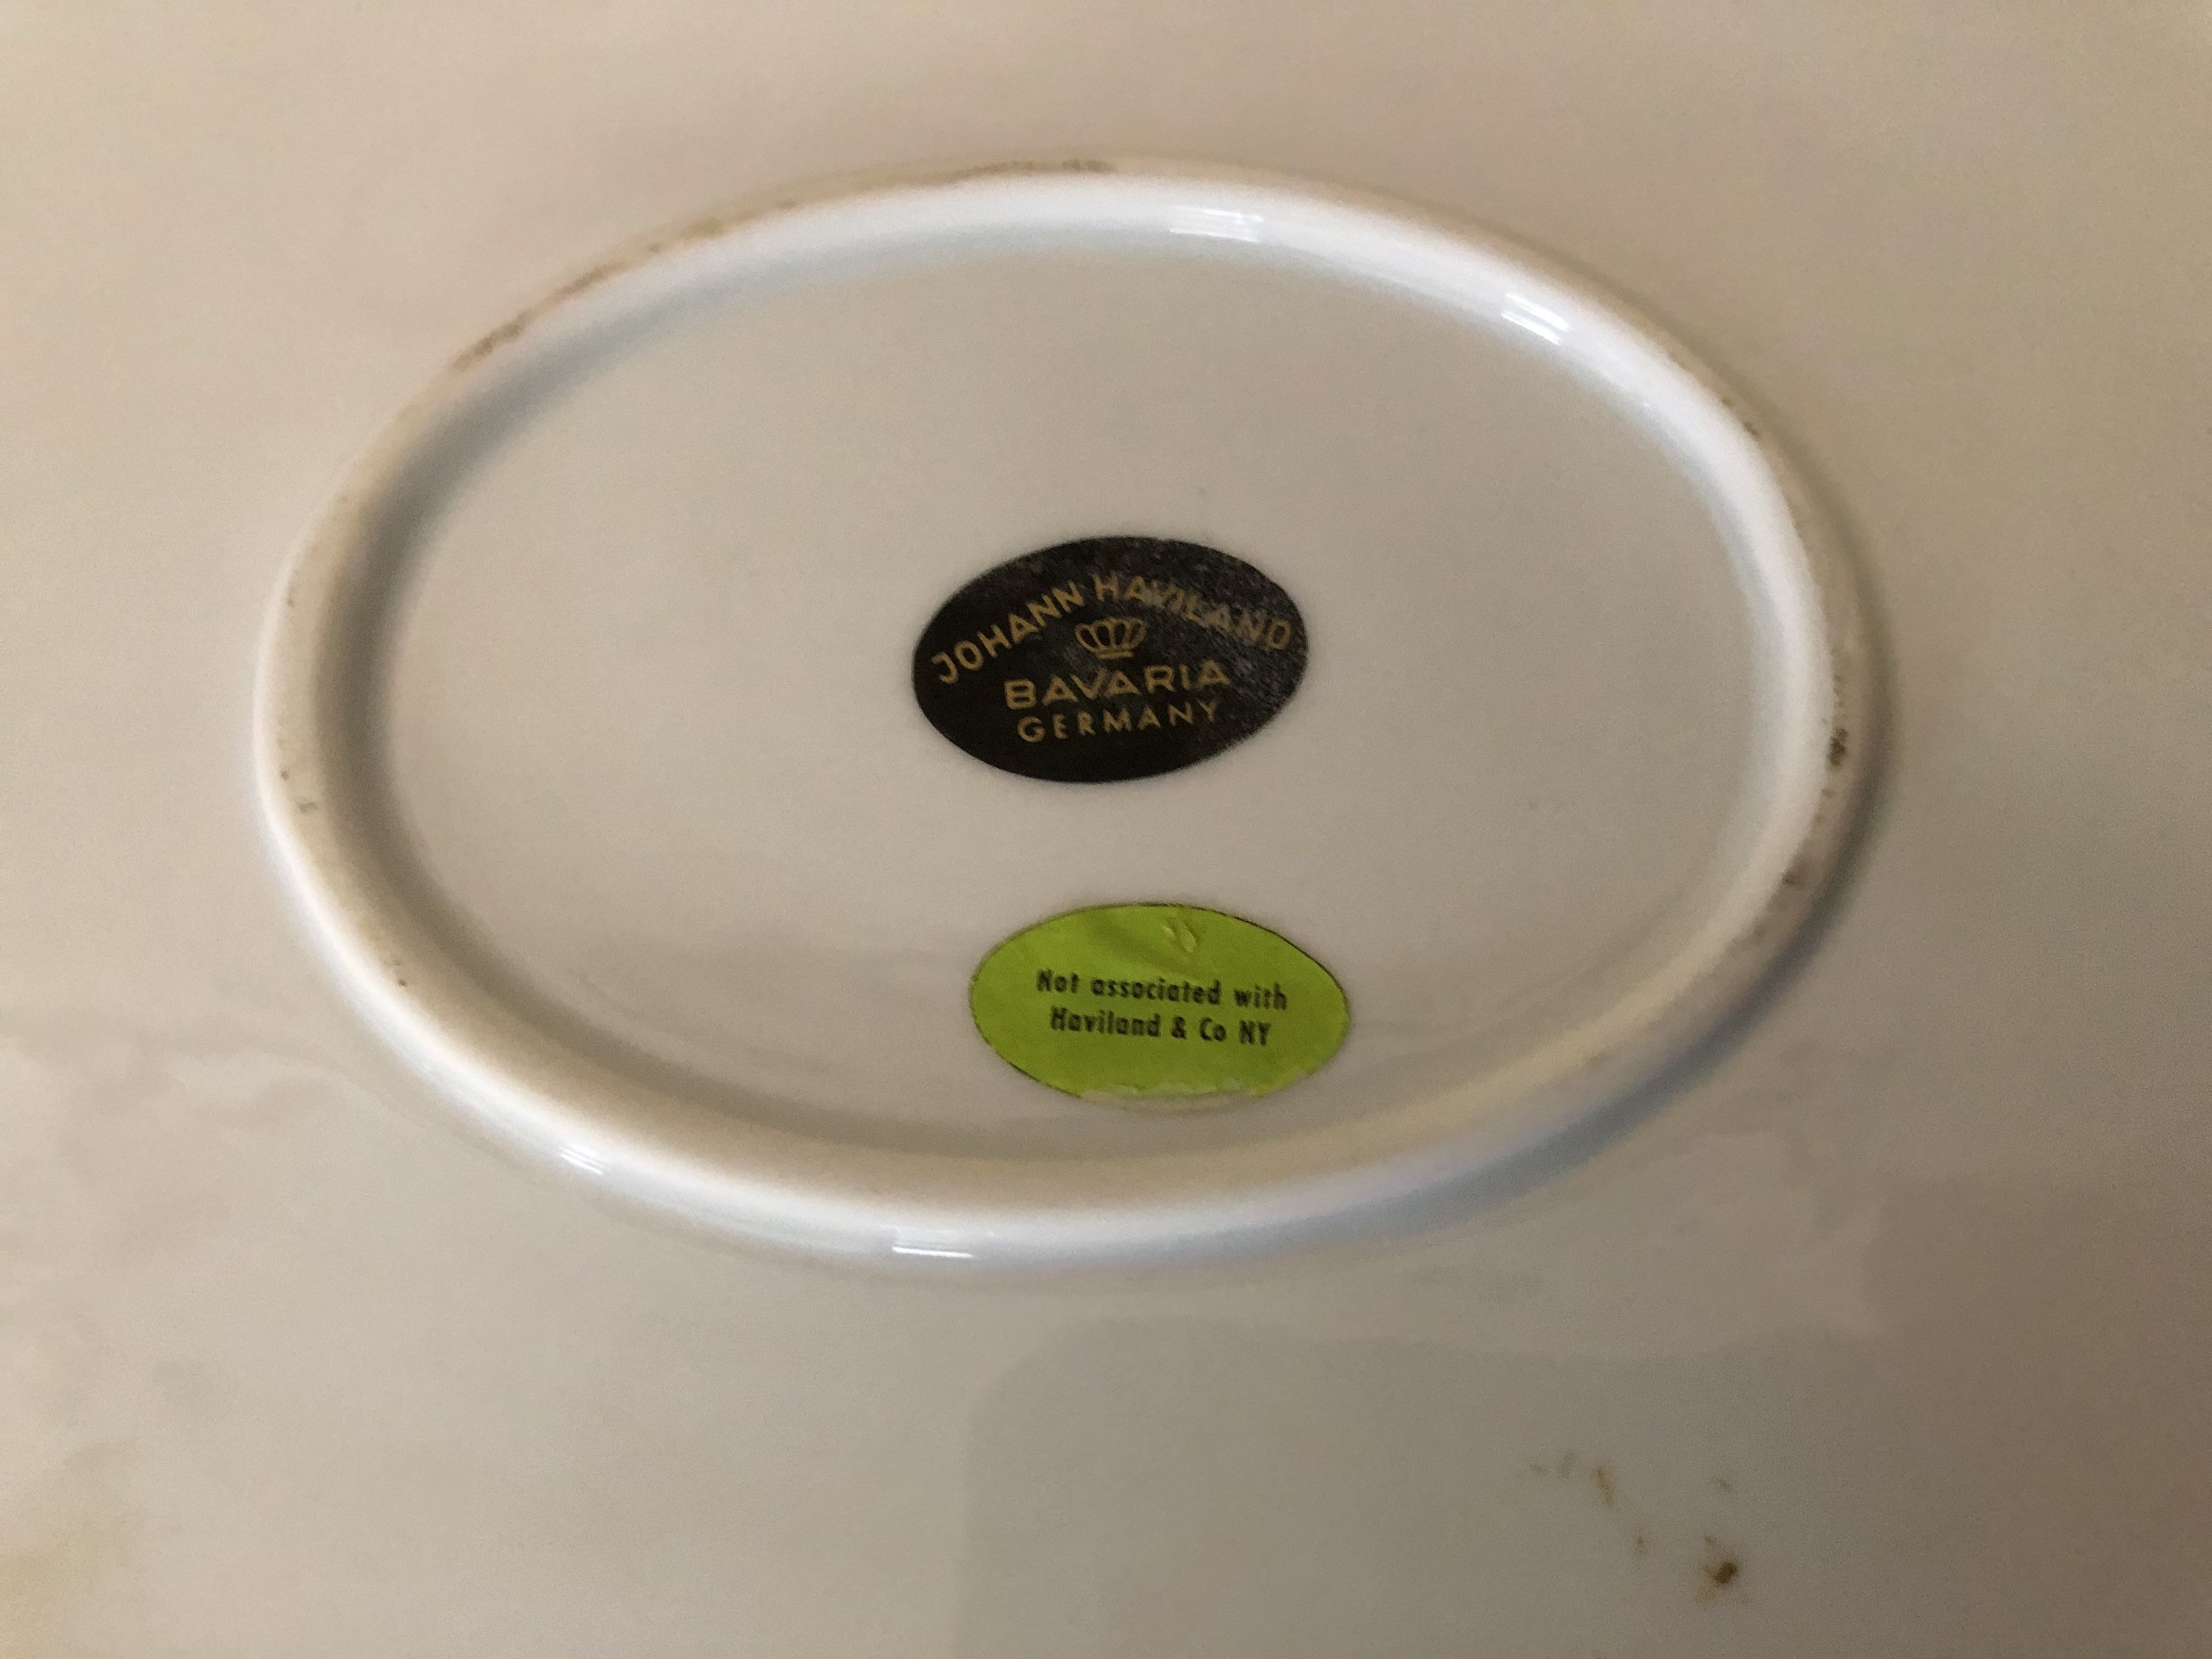 JOHANN HAVILAND
BAVARIA
GERMANY
Not associated with
Haviland & Co NY